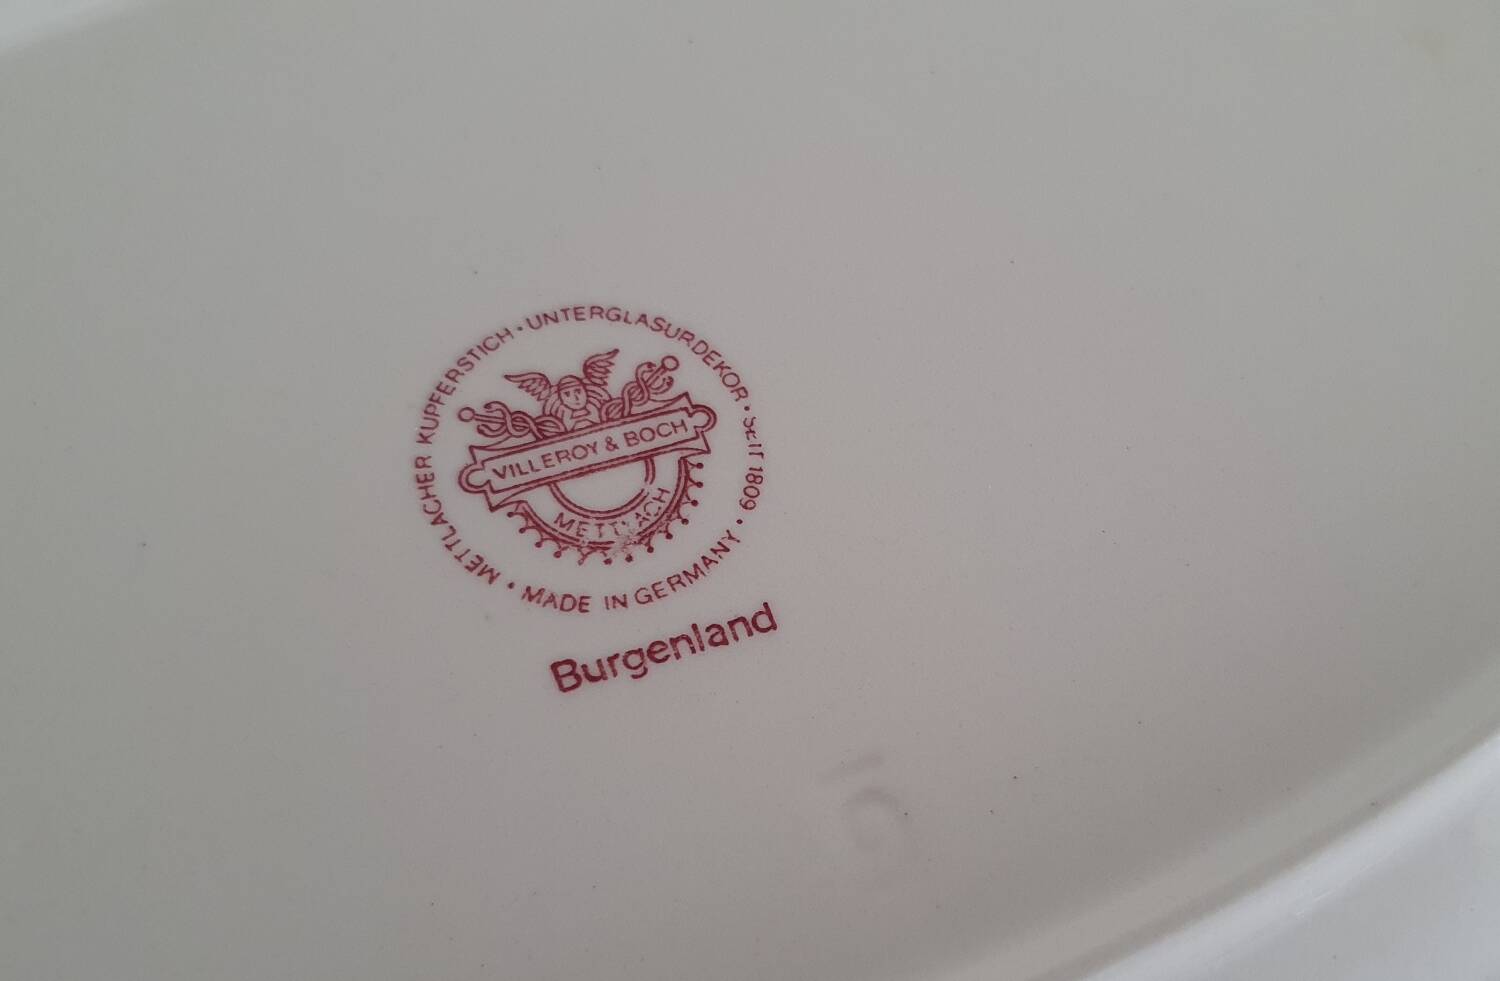 METTLACHER KUPFERSTICH · UNTERGLASURDEKOR · SEIT 1809 · MADE IN GERMANY ·
VILLEROY & BOCH
METTLACH
Burgenland